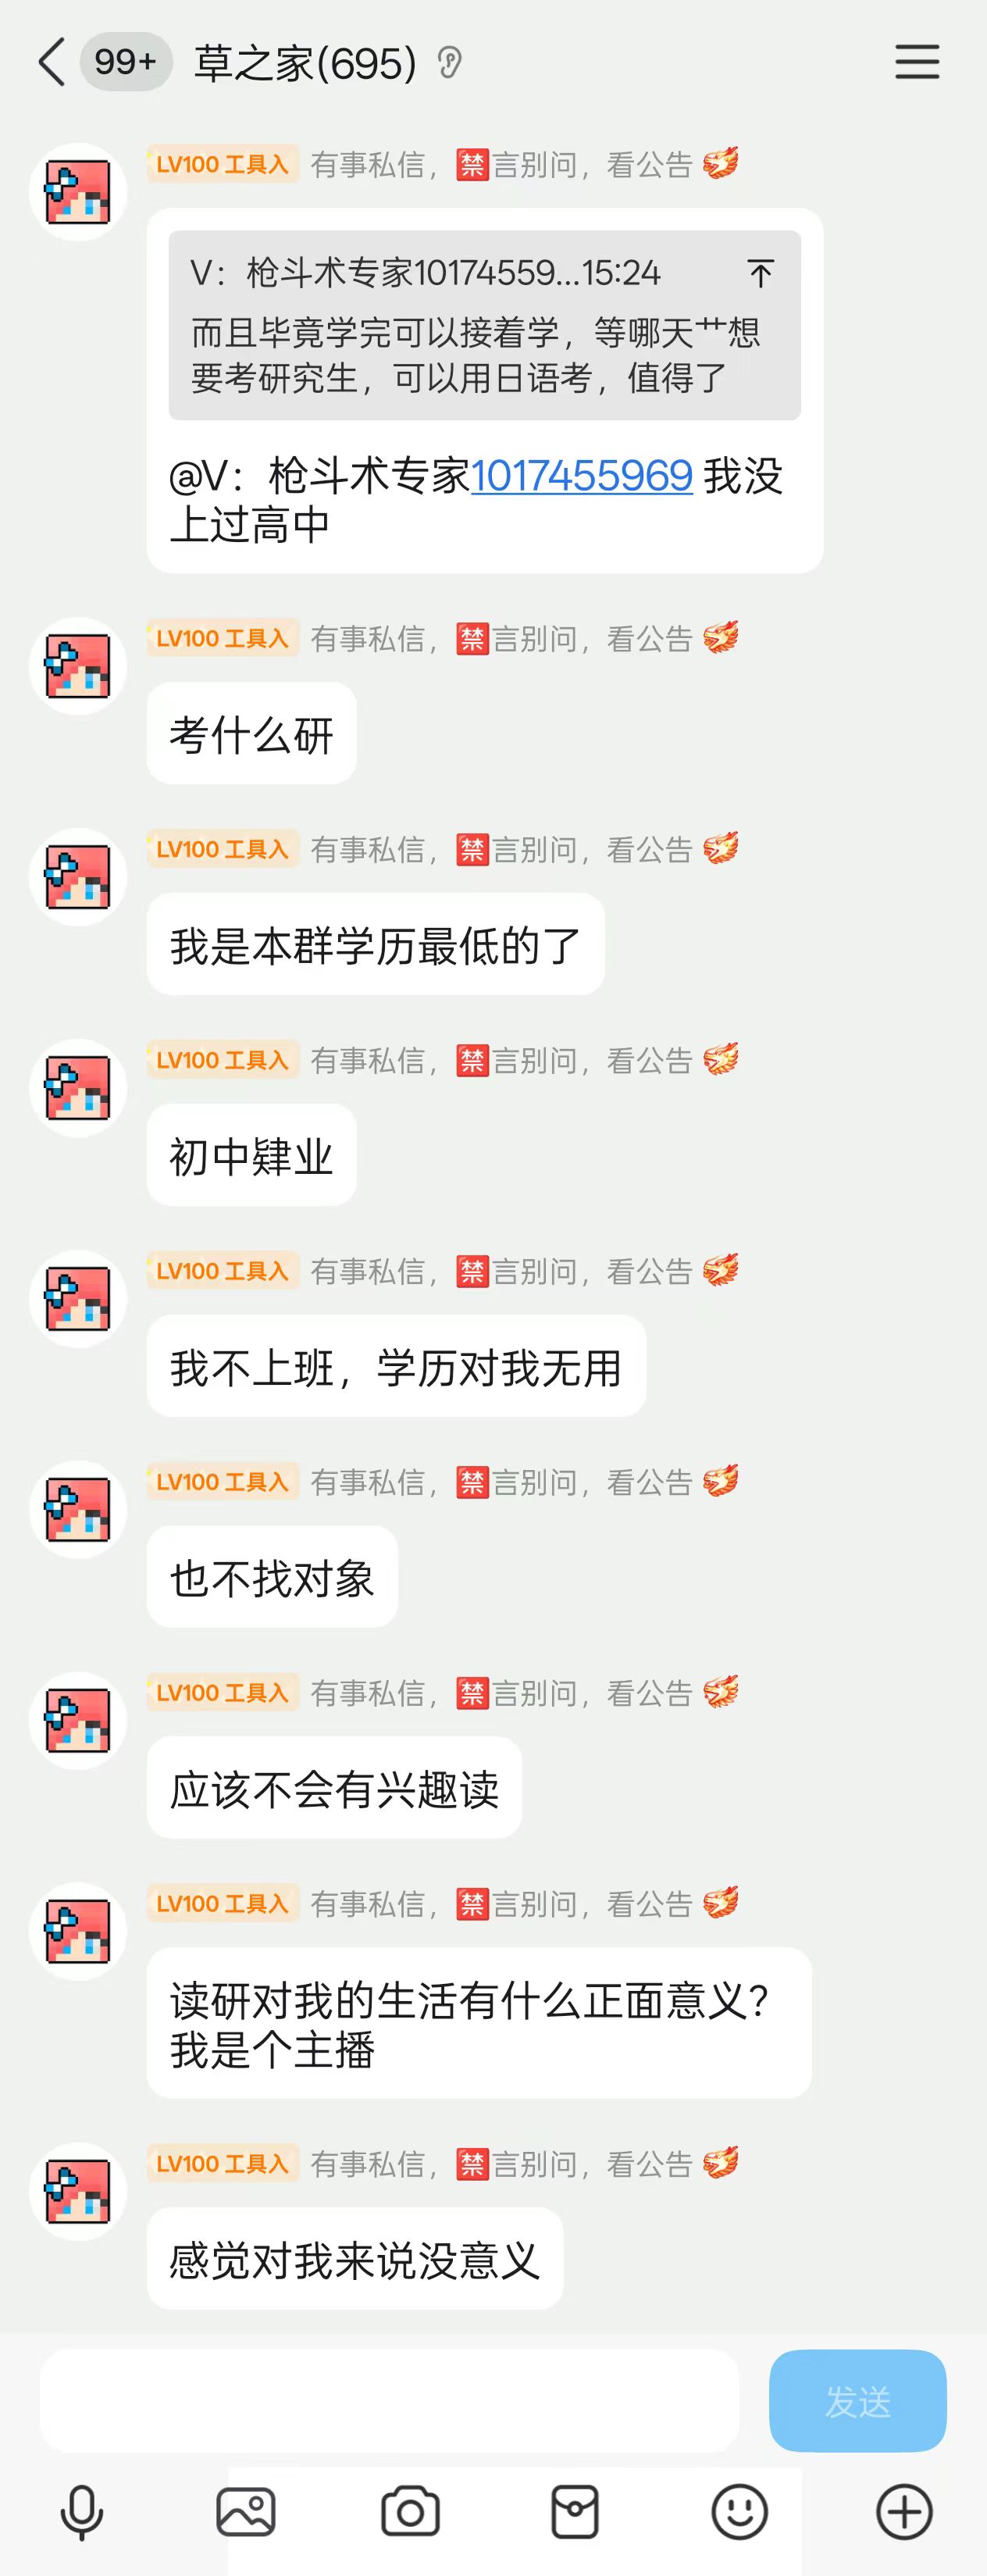 99+ 草之家(695)
LV100 工具入 有事私信，禁言别问，看公告
V：枪斗术专家10174559...15:24
而且毕竟学完可以接着学，等哪天艹想
要考研究生，可以用日语考，值得了
@V：枪斗术专家1017455969 我没
上过高中
LV100 工具入 有事私信，禁言别问，看公告
考什么研
LV100 工具入 有事私信，禁言别问，看公告
我是本群学历最低的了
LV100 工具入 有事私信，禁言别问，看公告
初中肄业
LV100 工具入 有事私信，禁言别问，看公告
我不上班，学历对我无用
LV100 工具入 有事私信，禁言别问，看公告
也不找对象
LV100 工具入 有事私信，禁言别问，看公告
应该不会有兴趣读
LV100 工具入 有事私信，禁言别问，看公告
读研对我的生活有什么正面意义？
我是个主播
LV100 工具入 有事私信，禁言别问，看公告
感觉对我来说没意义
发送